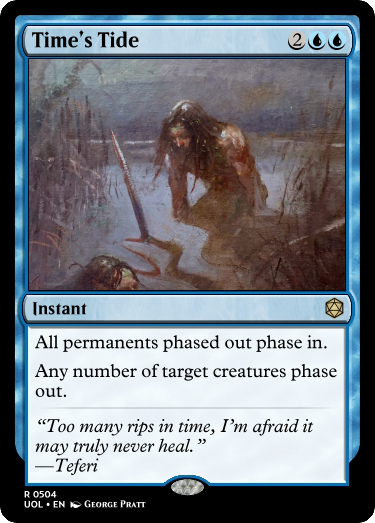 Time's Tide 2
Instant
All permanents phased out phase in.
Any number of target creatures phase
out.
"Too many rips in time, I'm afraid it
may truly never heal."
—Teferi
R 0504
UOL • EN George Pratt